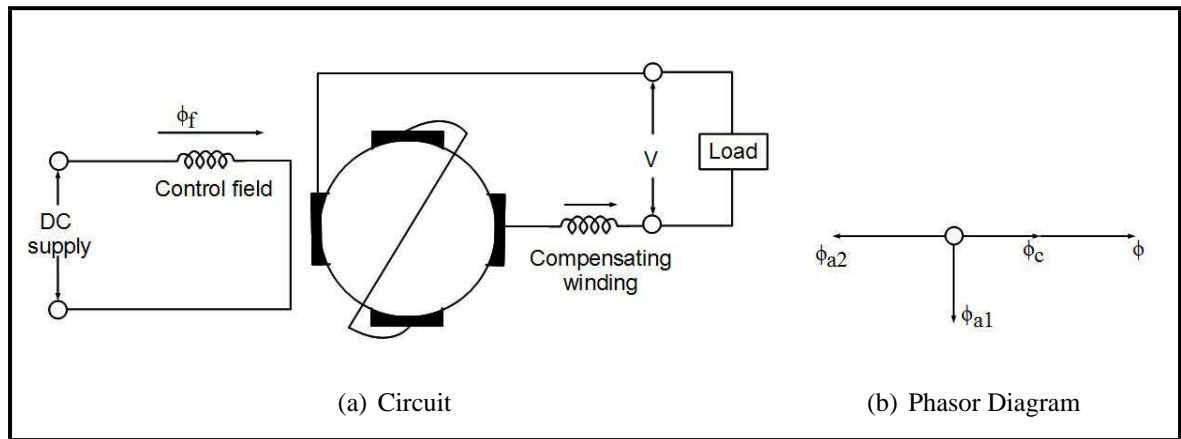 ϕf
Control field
DC
supply
V
Load
Compensating
winding
ϕa2
ϕc
ϕ
ϕa1
(a) Circuit
(b) Phasor Diagram